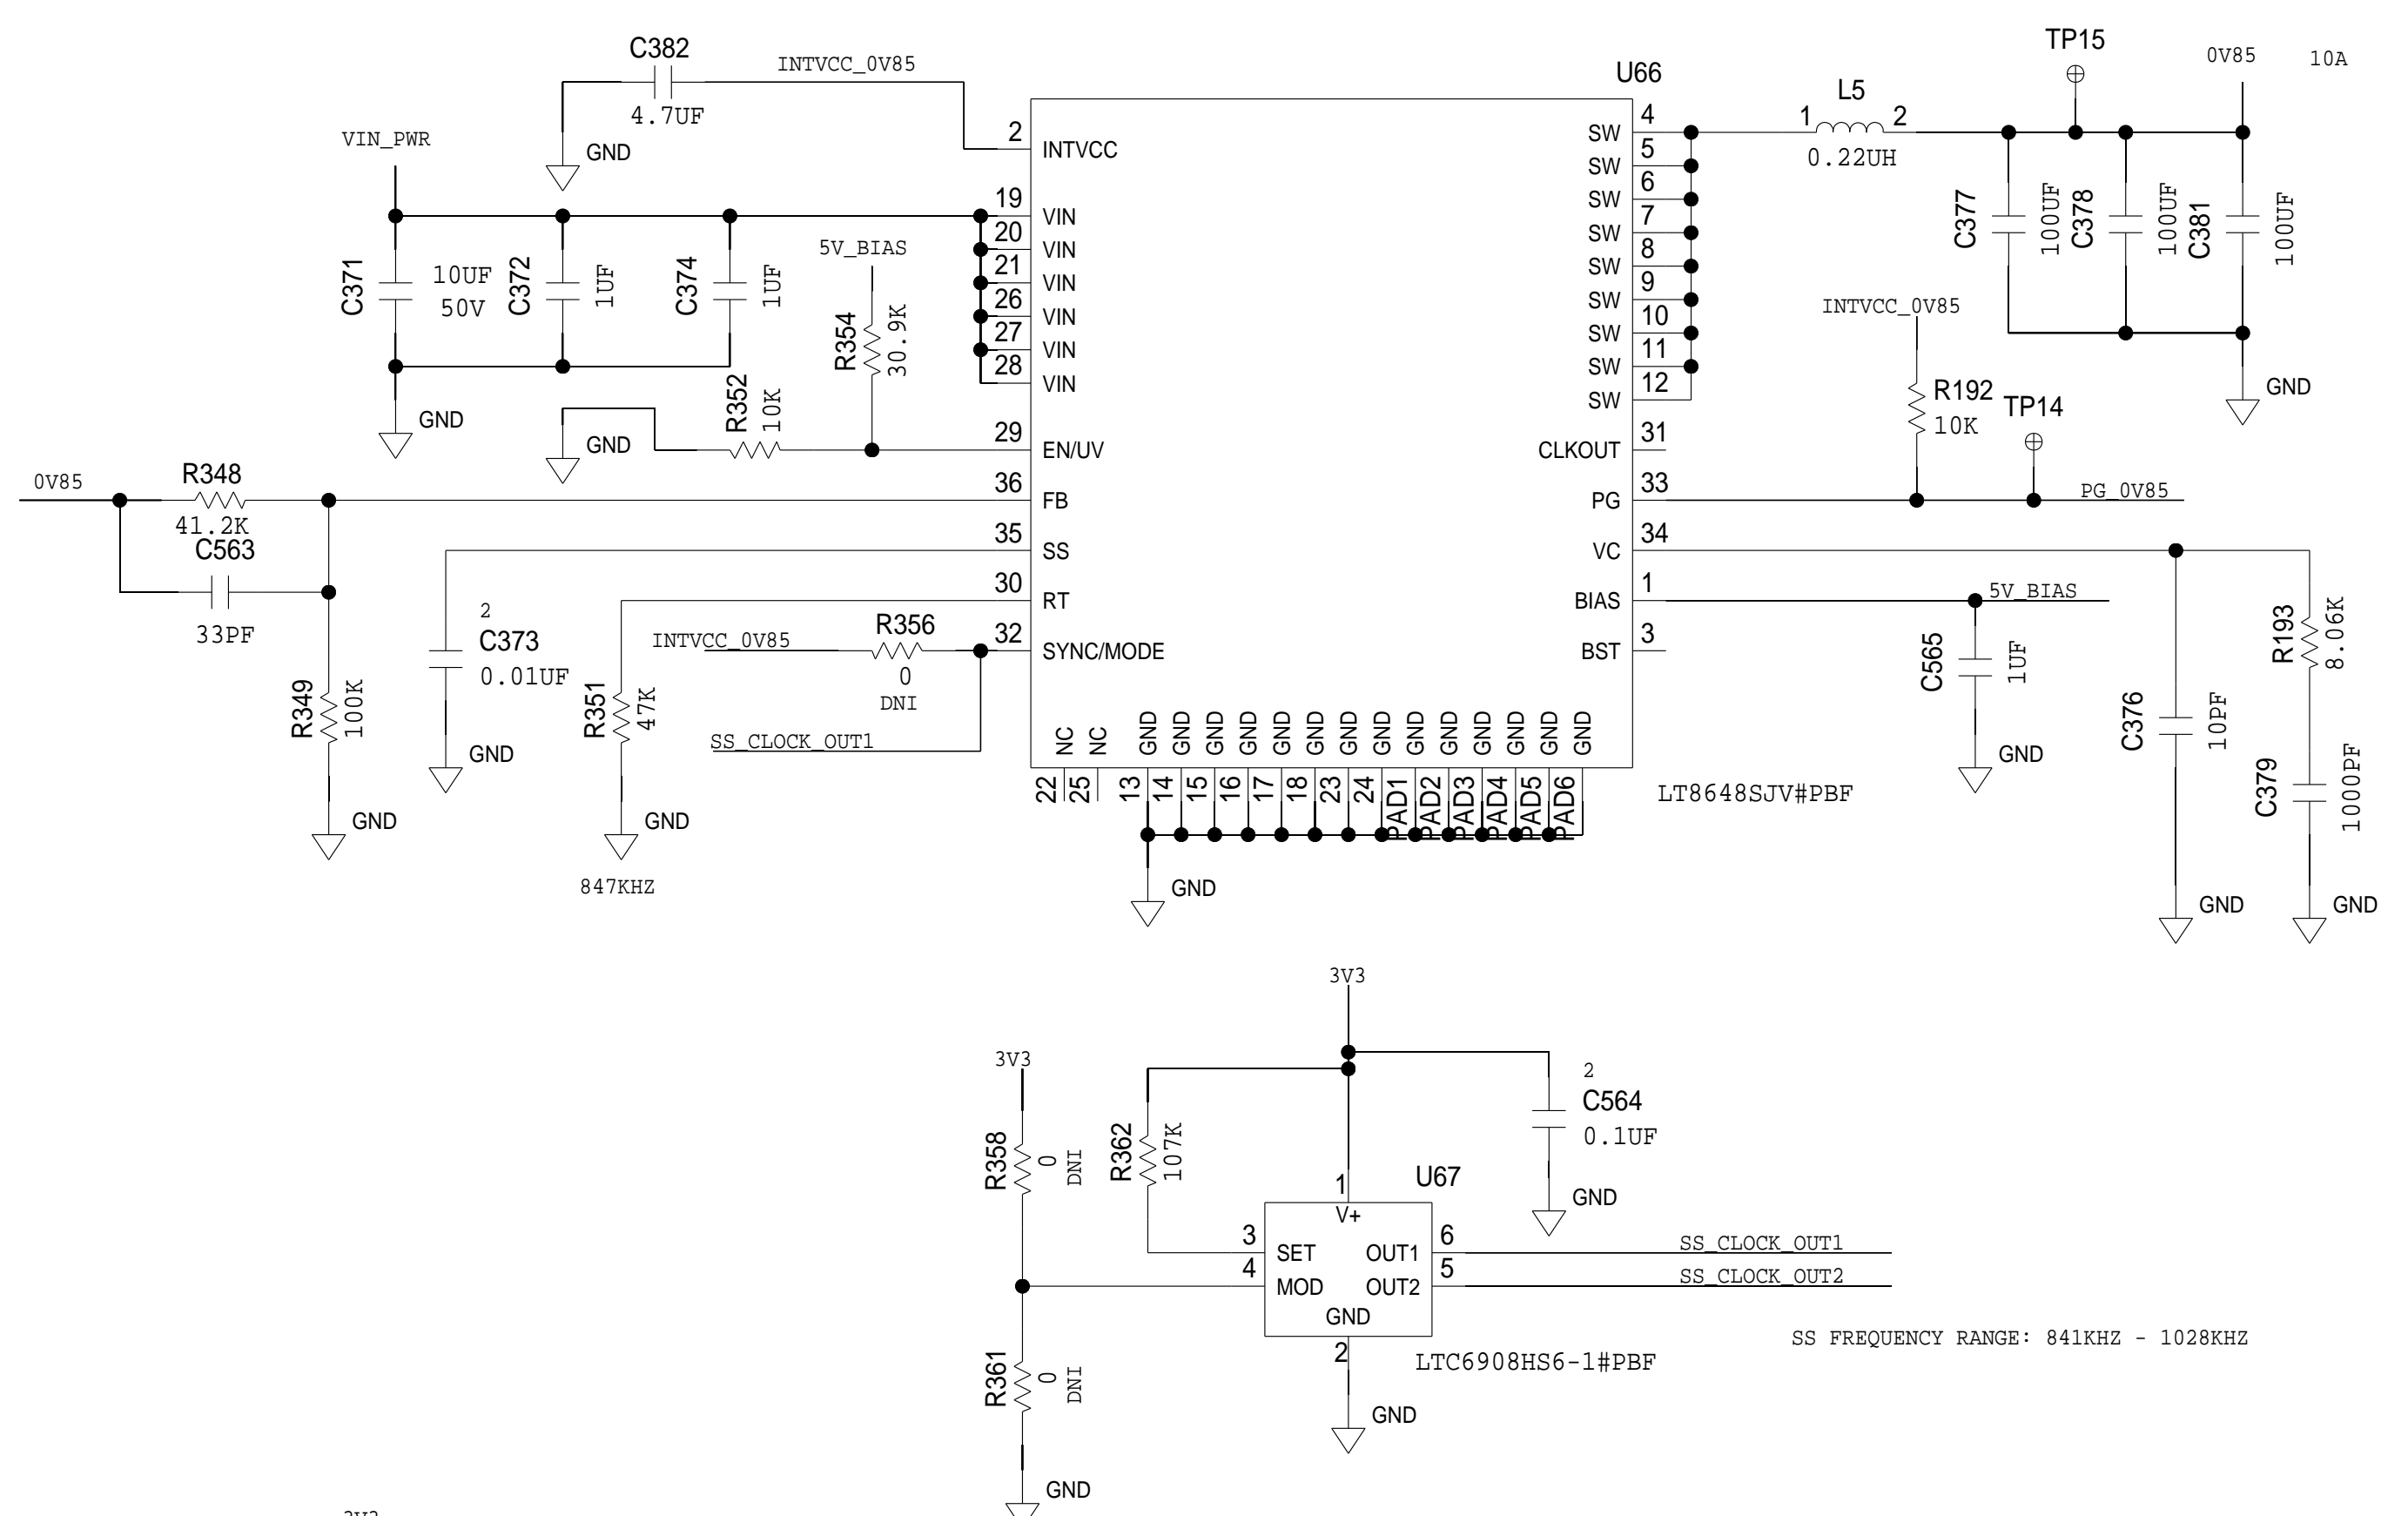 C382
INTVCC_0V85
4.7UF
GND
VIN_PWR
C371
10UF
50V
C372
1UF
C374
1UF
GND
5V_BIAS
R354
30.9K
R352
10K
GND
0V85
R348
41.2K
C563
33PF
R349
100K
GND
2
C373
0.01UF
GND
R351
47K
GND
847KHZ
INTVCC_0V85
R356
0
DNI
SS_CLOCK_OUT1
U66
2 INTVCC
19 VIN
20 VIN
21 VIN
26 VIN
27 VIN
28 VIN
29 EN/UV
36 FB
35 SS
30 RT
32 SYNC/MODE
SW 4
SW 5
SW 6
SW 7
SW 8
SW 9
SW 10
SW 11
SW 12
CLKOUT 31
PG 33
VC 34
BIAS 1
BST 3
NC NC GND GND GND GND GND GND GND GND GND GND GND GND GND GND
22 25 13 14 15 16 17 18 23 24 PAD1 PAD2 PAD3 PAD4 PAD5 PAD6
GND
LT8648SJV#PBF
L5
1 2
0.22UH
TP15
0V85
10A
C377
100UF
C378
100UF
C381
100UF
GND
INTVCC_0V85
R192
10K
TP14
PG_0V85
5V_BIAS
C565
1UF
GND
C376
10PF
GND
R193
8.06K
C379
1000PF
GND
3V3
3V3
R358
0
DNI
R362
107K
2
C564
0.1UF
GND
U67
1
V+
3 SET
4 MOD
OUT1 6
OUT2 5
GND
2
SS_CLOCK_OUT1
SS_CLOCK_OUT2
SS FREQUENCY RANGE: 841KHZ - 1028KHZ
LTC6908HS6-1#PBF
GND
R361
0
DNI
GND